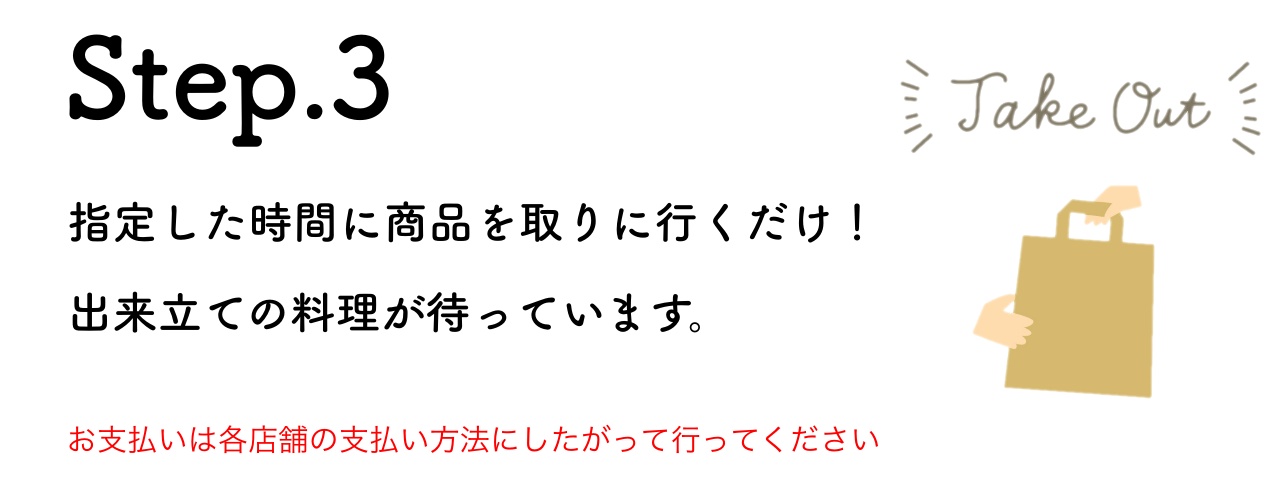 Step.3
Take Out
指定した時間に商品を取りに行くだけ！
出来立ての料理が待っています。
お支払いは各店舗の支払い方法にしたがって行ってください